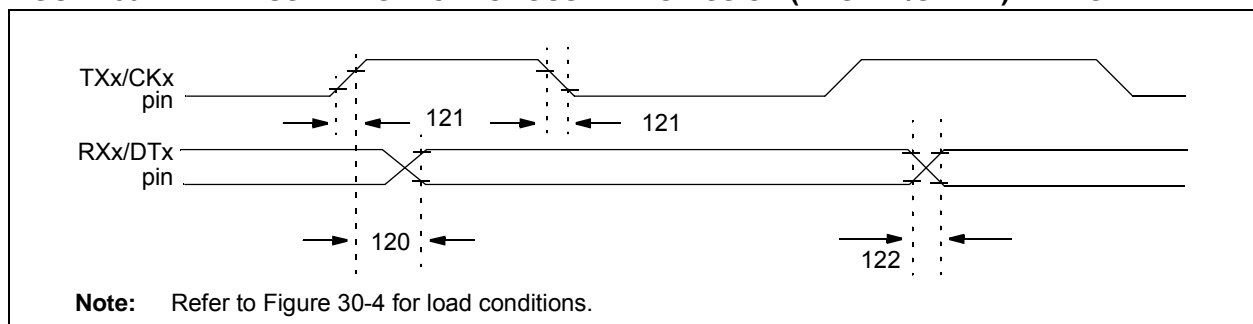 TXx/CKx
pin
121
121
RXx/DTx
pin
120
122
Note: Refer to Figure 30-4 for load conditions.